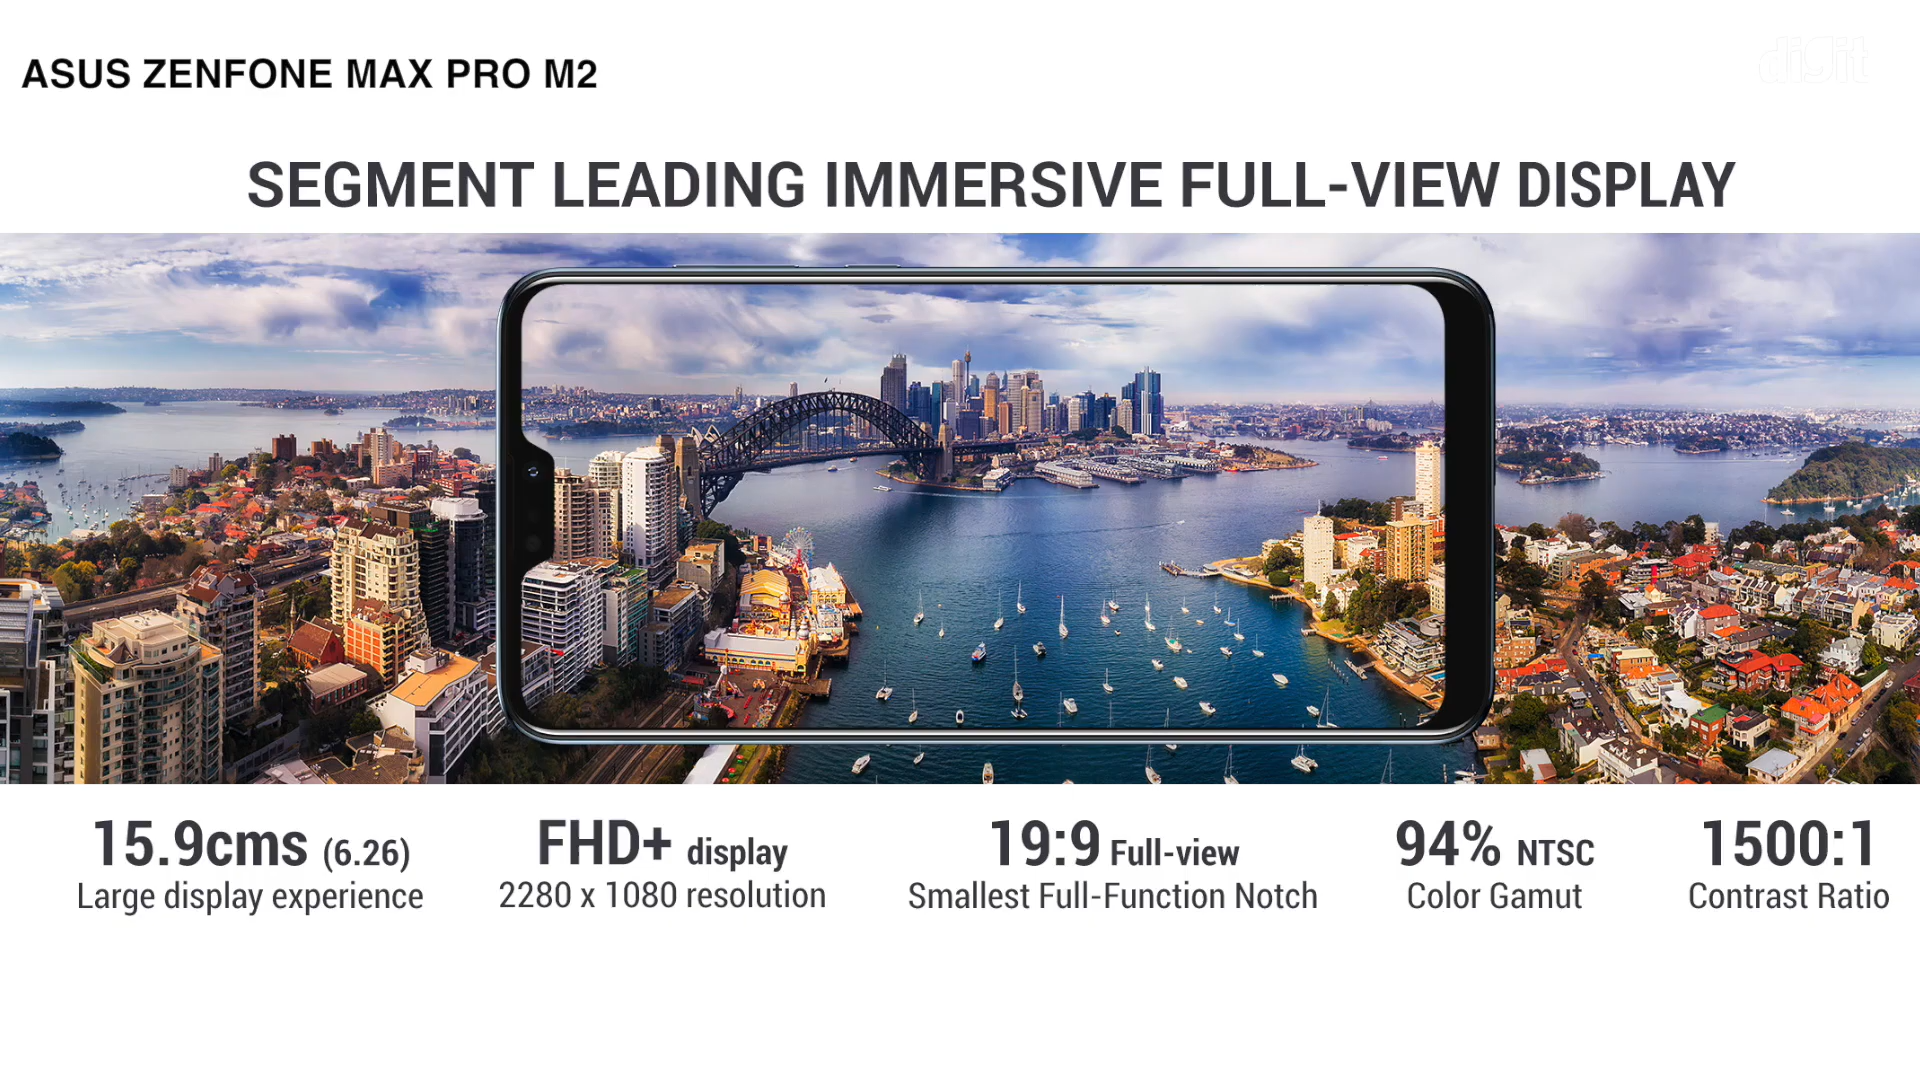 digit
ASUS ZENFONE MAX PRO M2
SEGMENT LEADING IMMERSIVE FULL-VIEW DISPLAY
15.9cms (6.26)
Large display experience
FHD+ display
2280 x 1080 resolution
19:9 Full-view
Smallest Full-Function Notch
94% NTSC
Color Gamut
1500:1
Contrast Ratio